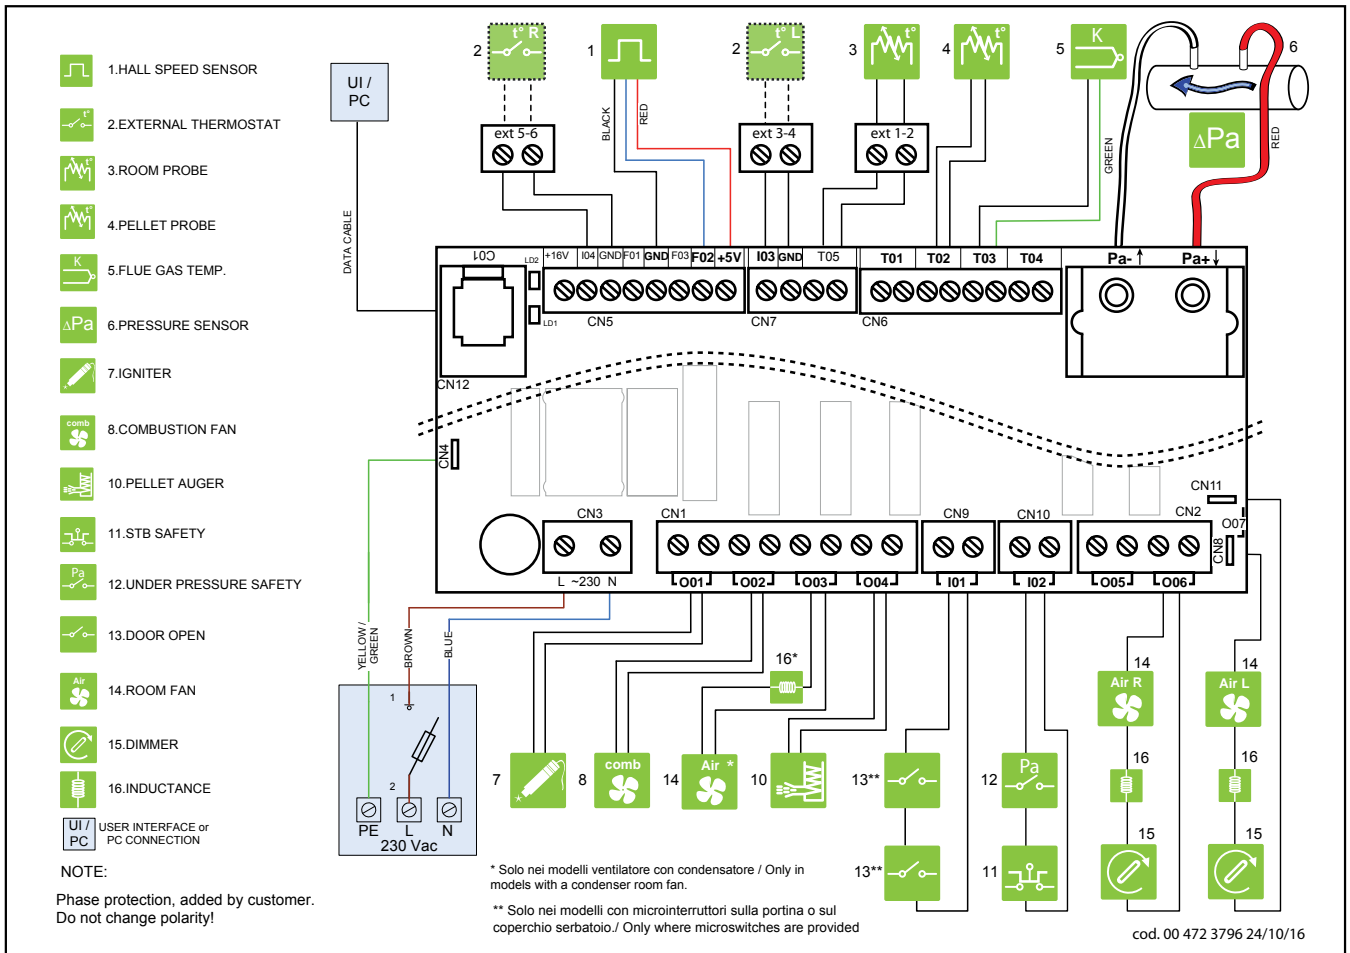 1.HALL SPEED SENSOR
t°
2.EXTERNAL THERMOSTAT
t°
3.ROOM PROBE
t°
4.PELLET PROBE
K
5.FLUE GAS TEMP.
ΔPa
6.PRESSURE SENSOR
7.IGNITER
comb
8.COMBUSTION FAN
10.PELLET AUGER
11.STB SAFETY
Pa
12.UNDER PRESSURE SAFETY
13.DOOR OPEN
Air
14.ROOM FAN
15.DIMMER
16.INDUCTANCE
UI / PC
USER INTERFACE or
PC CONNECTION
NOTE:
Phase protection, added by customer.
Do not change polarity!
UI /
PC
DATA CABLE
2
t° R
1
BLACK
RED
2
t° L
3
t°
4
t°
5
K
GREEN
6
ΔPa
RED
ext 5-6
ext 3-4
ext 1-2
C01
LD2
LD1
CN12
+16V I04 GND F01 GND F03 F02 +5V
CN5
I03 GND T05
CN7
T01 T02 T03 T04
CN6
Pa- Pa+
CN4
CN11
CN3
CN1
CN9
CN10
CN2
O07
CN8
L ~230 N
O01 O02 O03 O04
I01
I02
O05 O06
YELLOW /
GREEN
BROWN
BLUE
1
2
PE L N
230 Vac
7
8
comb
16*
14
Air *
10
13**
13**
12
Pa
11
14
Air R
16
15
14
Air L
16
15
* Solo nei modelli ventilatore con condensatore / Only in
models with a condenser room fan.
** Solo nei modelli con microinterruttori sulla portina o sul
coperchio serbatoio./ Only where microswitches are provided
cod. 00 472 3796 24/10/16